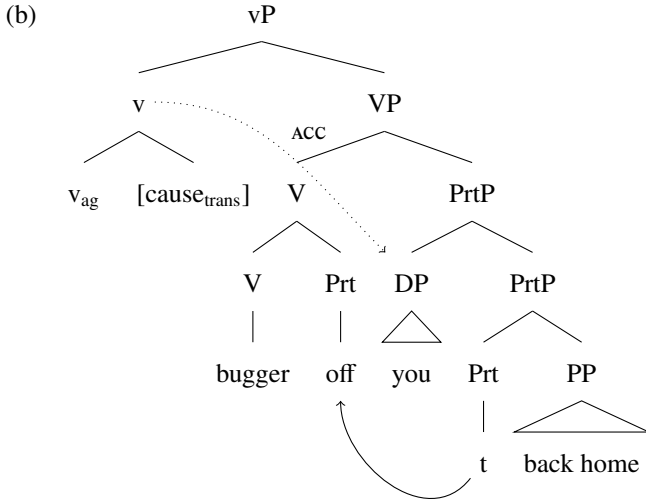 (b) vP
v VP
ACC
v_ag [cause_trans] V PrtP
V Prt DP PrtP
bugger off you Prt PP
t back home